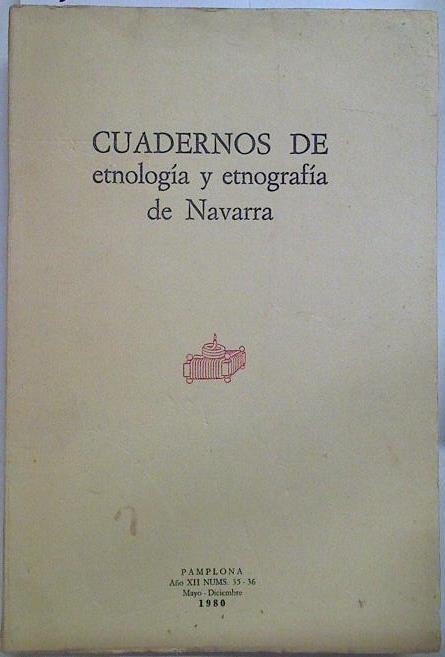 CUADERNOS DE
etnología y etnografía
de Navarra
PAMPLONA
Año XII NUMS. 35-36
Mayo-Diciembre
1980